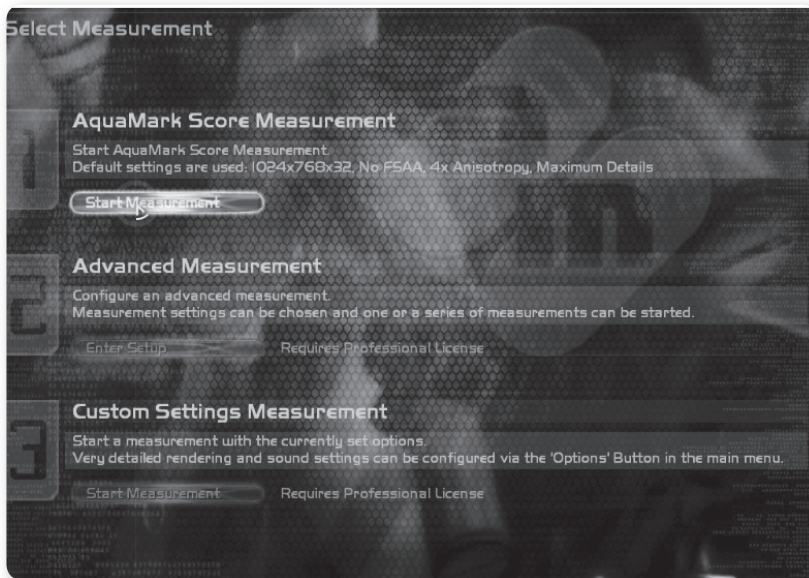 Select Measurement
1
AquaMark Score Measurement
Start AquaMark Score Measurement.
Default settings are used: 1024x768x32, No FSAA, 4x Anisotropy, Maximum Details
Start Measurement
2
Advanced Measurement
Configure an advanced measurement.
Measurement settings can be chosen and one or a series of measurements can be started.
Enter Setup Requires Professional License
3
Custom Settings Measurement
Start a measurement with the currently set options.
Very detailed rendering and sound settings can be configured via the 'Options' Button in the main menu.
Start Measurement Requires Professional License